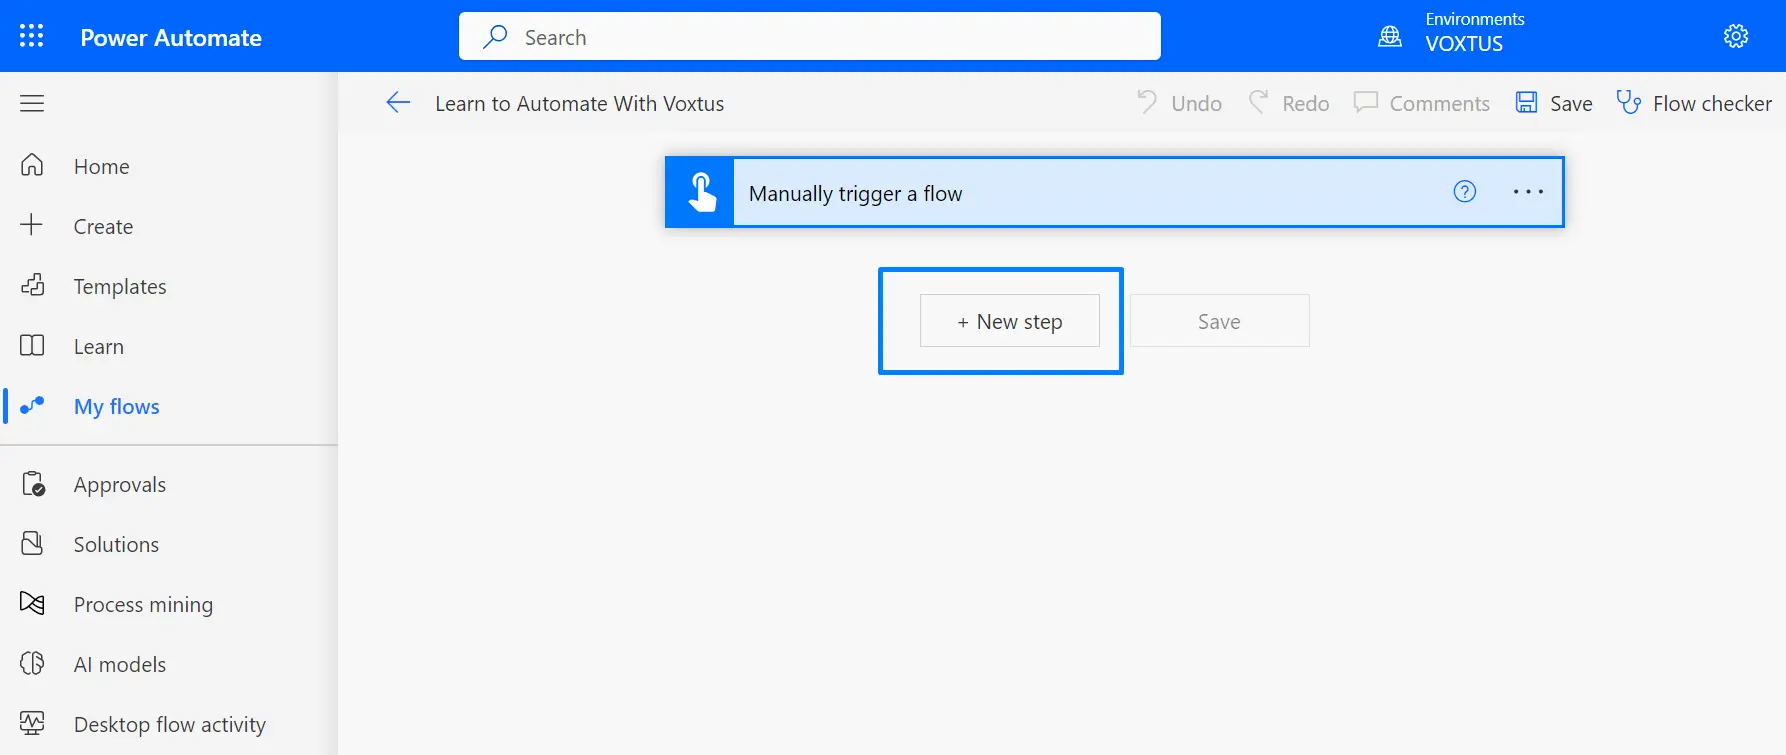 Power Automate
Search
Environments
VOXTUS
Learn to Automate With Voxtus
Undo
Redo
Comments
Save
Flow checker
Home
Create
Templates
Learn
My flows
Approvals
Solutions
Process mining
AI models
Desktop flow activity
Manually trigger a flow
+ New step
Save